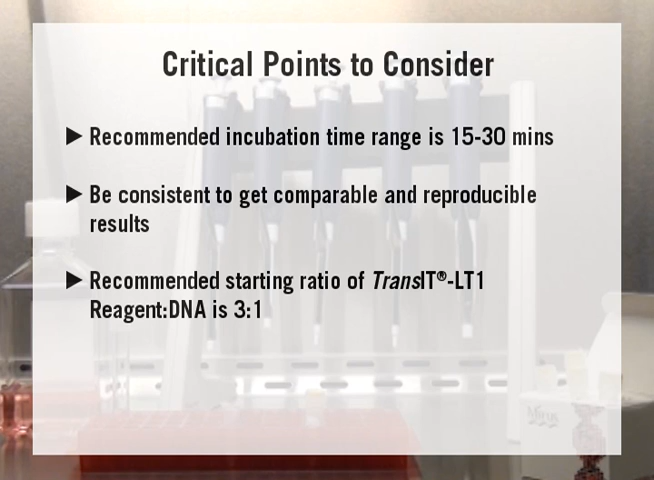 Critical Points to Consider
▶ Recommended incubation time range is 15-30 mins
▶ Be consistent to get comparable and reproducible
results
▶ Recommended starting ratio of TransIT®-LT1
Reagent:DNA is 3:1
Mirus